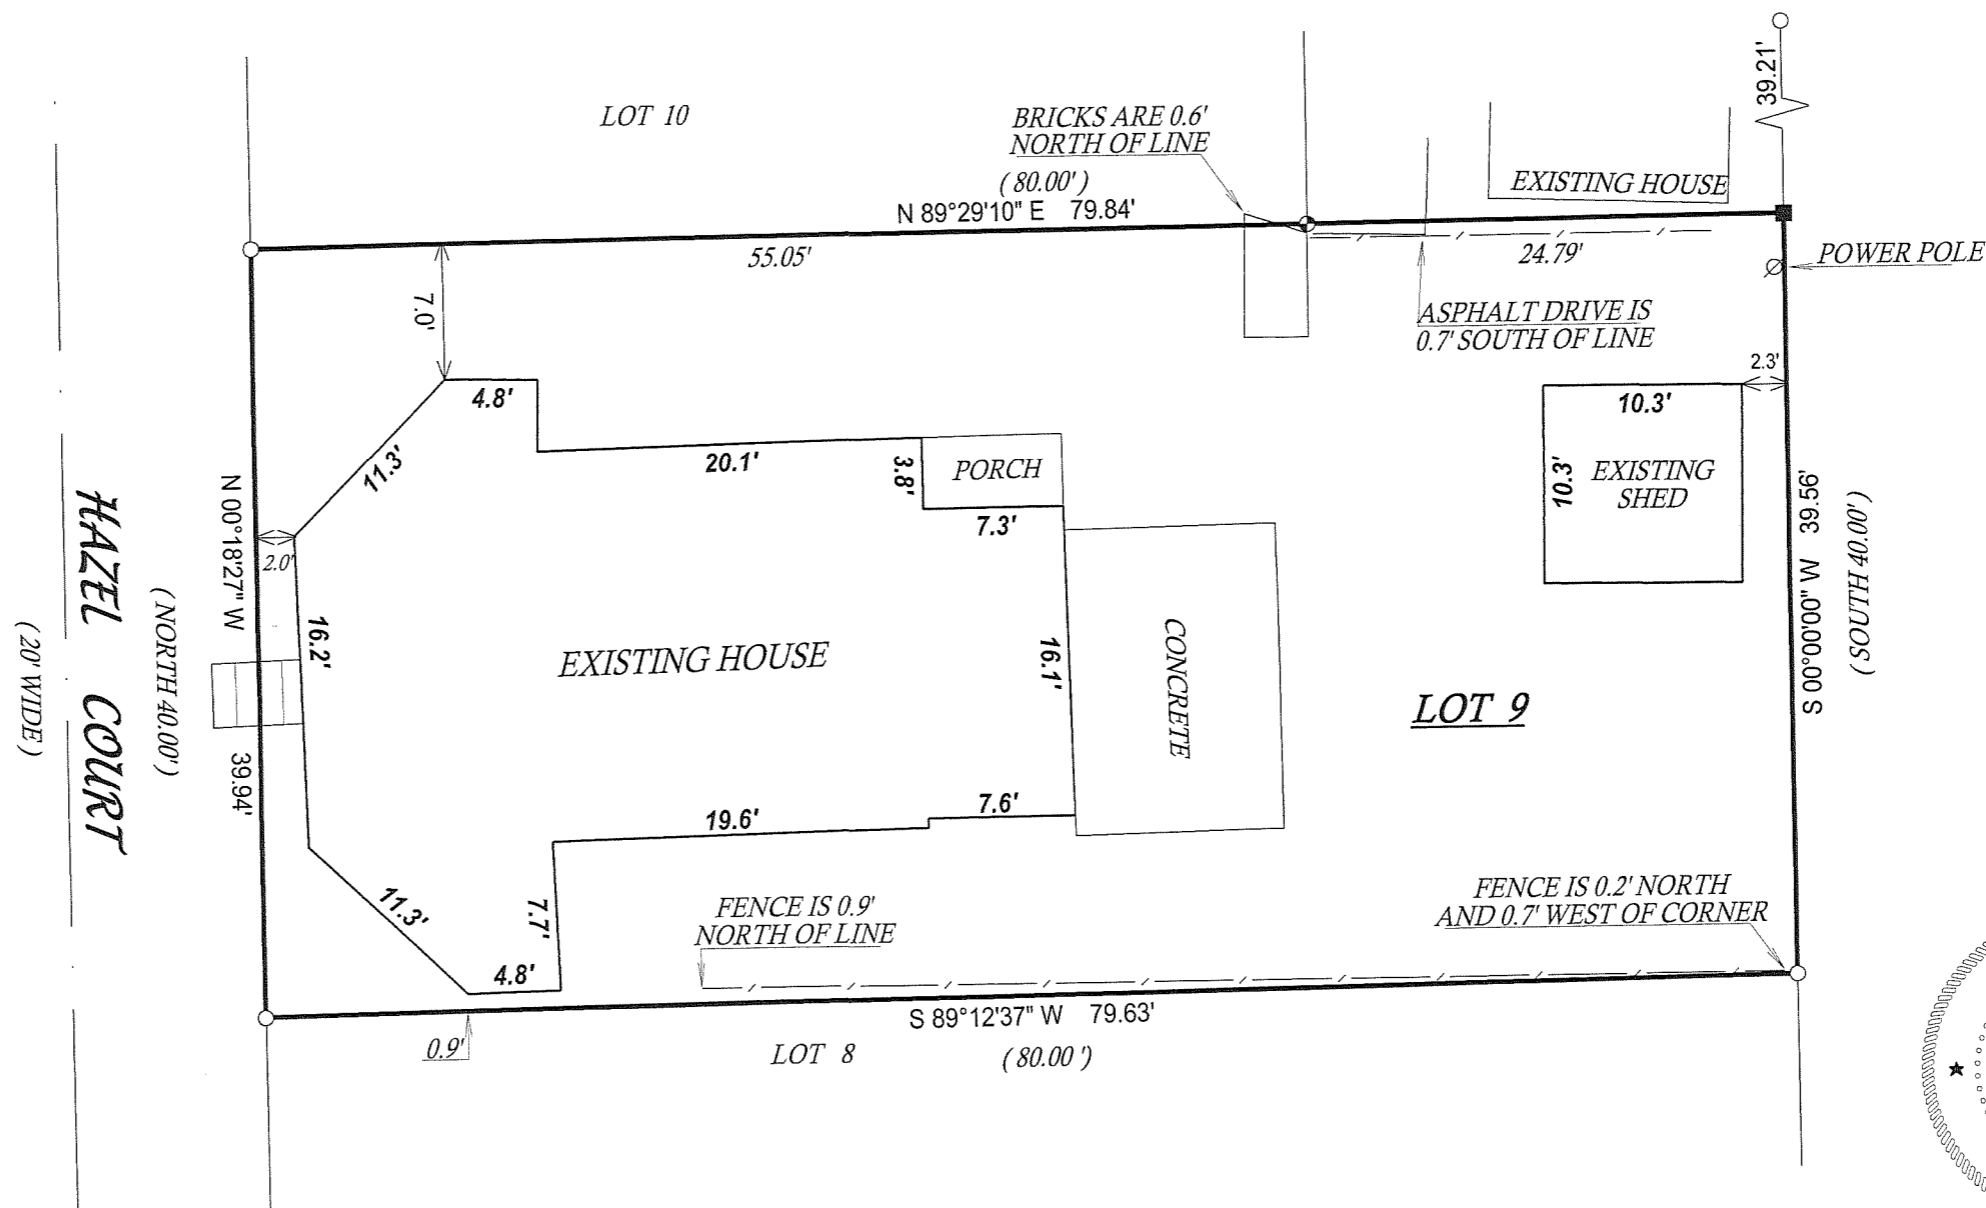 39.21'
LOT 10
BRICKS ARE 0.6'
NORTH OF LINE
(80.00')
N 89°29'10" E 79.84'
EXISTING HOUSE
55.05'
24.79'
POWER POLE
7.0'
ASPHALT DRIVE IS
0.7' SOUTH OF LINE
2.3'
4.8'
10.3'
11.3'
20.1'
3.8'
PORCH
10.3'
EXISTING
SHED
7.3'
2.0'
N 00°18'27" W
39.94'
(NORTH 40.00')
HAZEL COURT
(20' WIDE)
16.2'
EXISTING HOUSE
16.1'
CONCRETE
LOT 9
S 00°00'00" W 39.56'
(SOUTH 40.00')
19.6'
7.6'
11.3'
7.7'
4.8'
FENCE IS 0.9'
NORTH OF LINE
FENCE IS 0.2' NORTH
AND 0.7' WEST OF CORNER
S 89°12'37" W 79.63'
0.9'
LOT 8
(80.00')